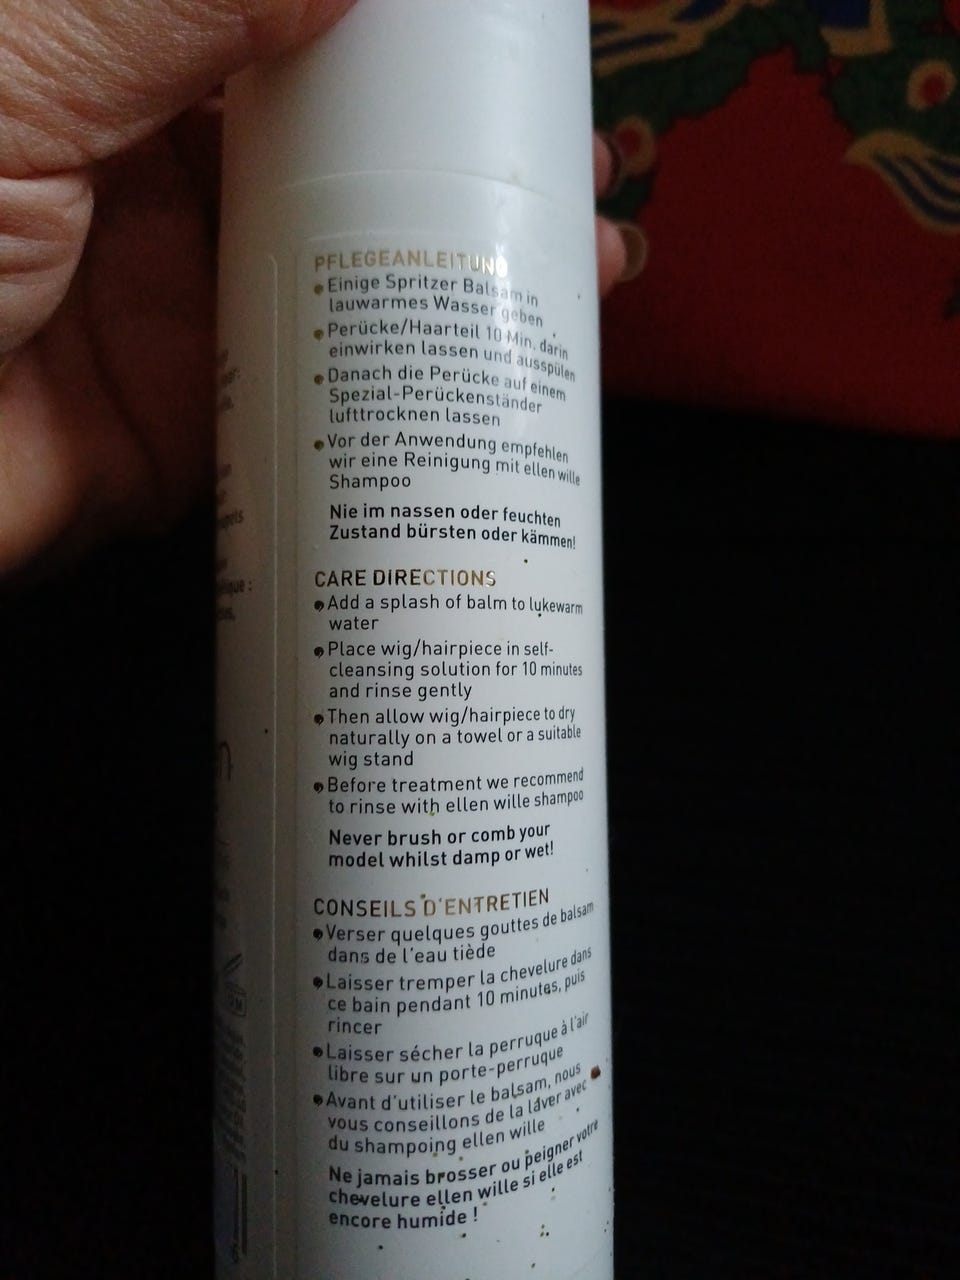 PFLEGEANLEITUNG
• Einige Spritzer Balsam in
lauwarmes Wasser geben
• Perücke/Haarteil 10 Min. darin
einwirken lassen und ausspülen
• Danach die Perücke auf einem
Spezial-Perückenständer
lufttrocknen lassen
• Vor der Anwendung empfehlen
wir eine Reinigung mit ellen wille
Shampoo
Nie im nassen oder feuchten
Zustand bürsten oder kämmen!
CARE DIRECTIONS
• Add a splash of balm to lukewarm
water
• Place wig/hairpiece in self-
cleansing solution for 10 minutes
and rinse gently
• Then allow wig/hairpiece to dry
naturally on a towel or a suitable
wig stand
• Before treatment we recommend
to rinse with ellen wille shampoo
Never brush or comb your
model whilst damp or wet!
CONSEILS D'ENTRETIEN
• Verser quelques gouttes de balsam
dans de l'eau tiède
• Laisser tremper la chevelure dans
ce bain pendant 10 minutes, puis
rincer
• Laisser sécher la perruque à l'air
libre sur un porte-perruque
• Avant d'utiliser le balsam, nous
vous conseillons de la laver avec
du shampoing ellen wille
Ne jamais brosser ou peigner votre
chevelure ellen wille si elle est
encore humide !